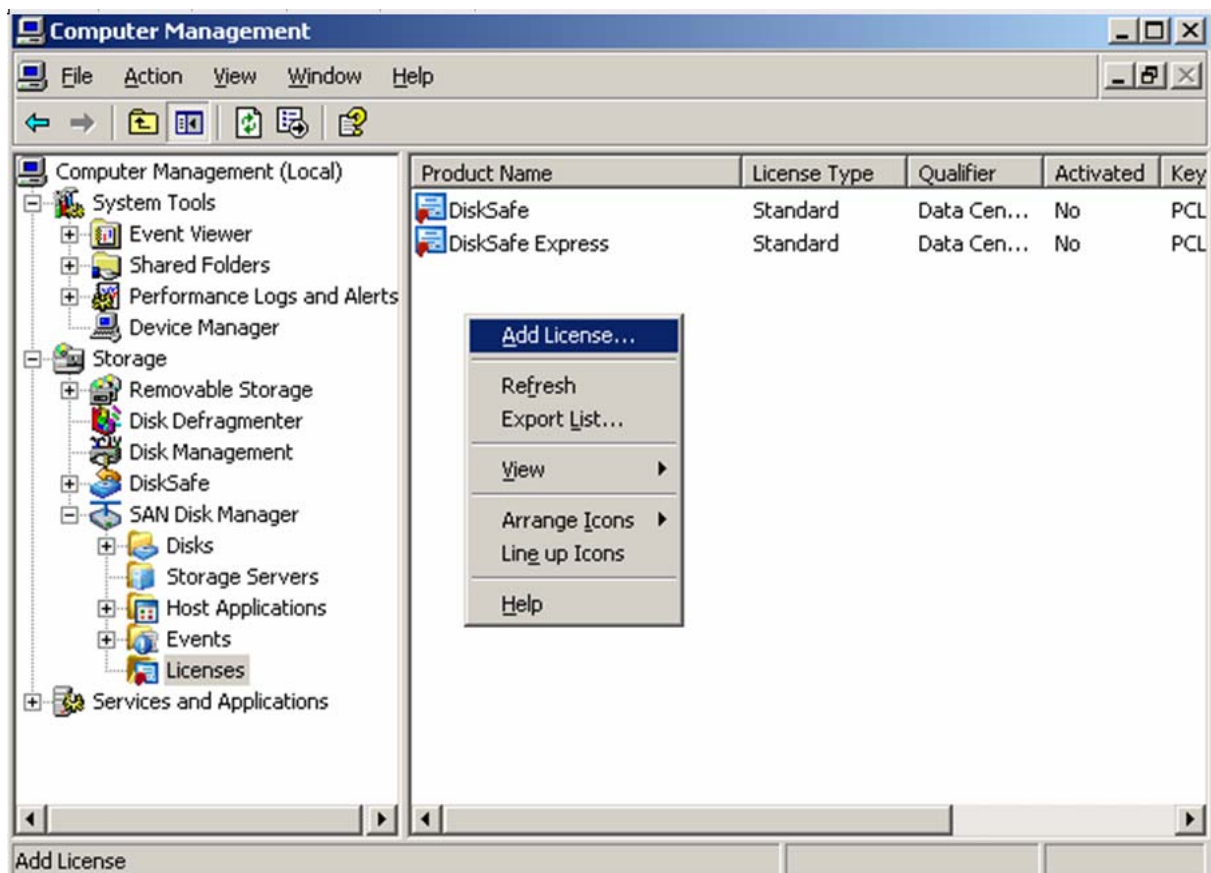 Computer Management
File Action View Window Help
Computer Management (Local)
System Tools
Event Viewer
Shared Folders
Performance Logs and Alerts
Device Manager
Storage
Removable Storage
Disk Defragmenter
Disk Management
DiskSafe
SAN Disk Manager
Disks
Storage Servers
Host Applications
Events
Licenses
Services and Applications
Product Name License Type Qualifier Activated Key
DiskSafe Standard Data Cen... No PCL
DiskSafe Express Standard Data Cen... No PCL
Add License...
Refresh
Export List...
View
Arrange Icons
Line up Icons
Help
Add License